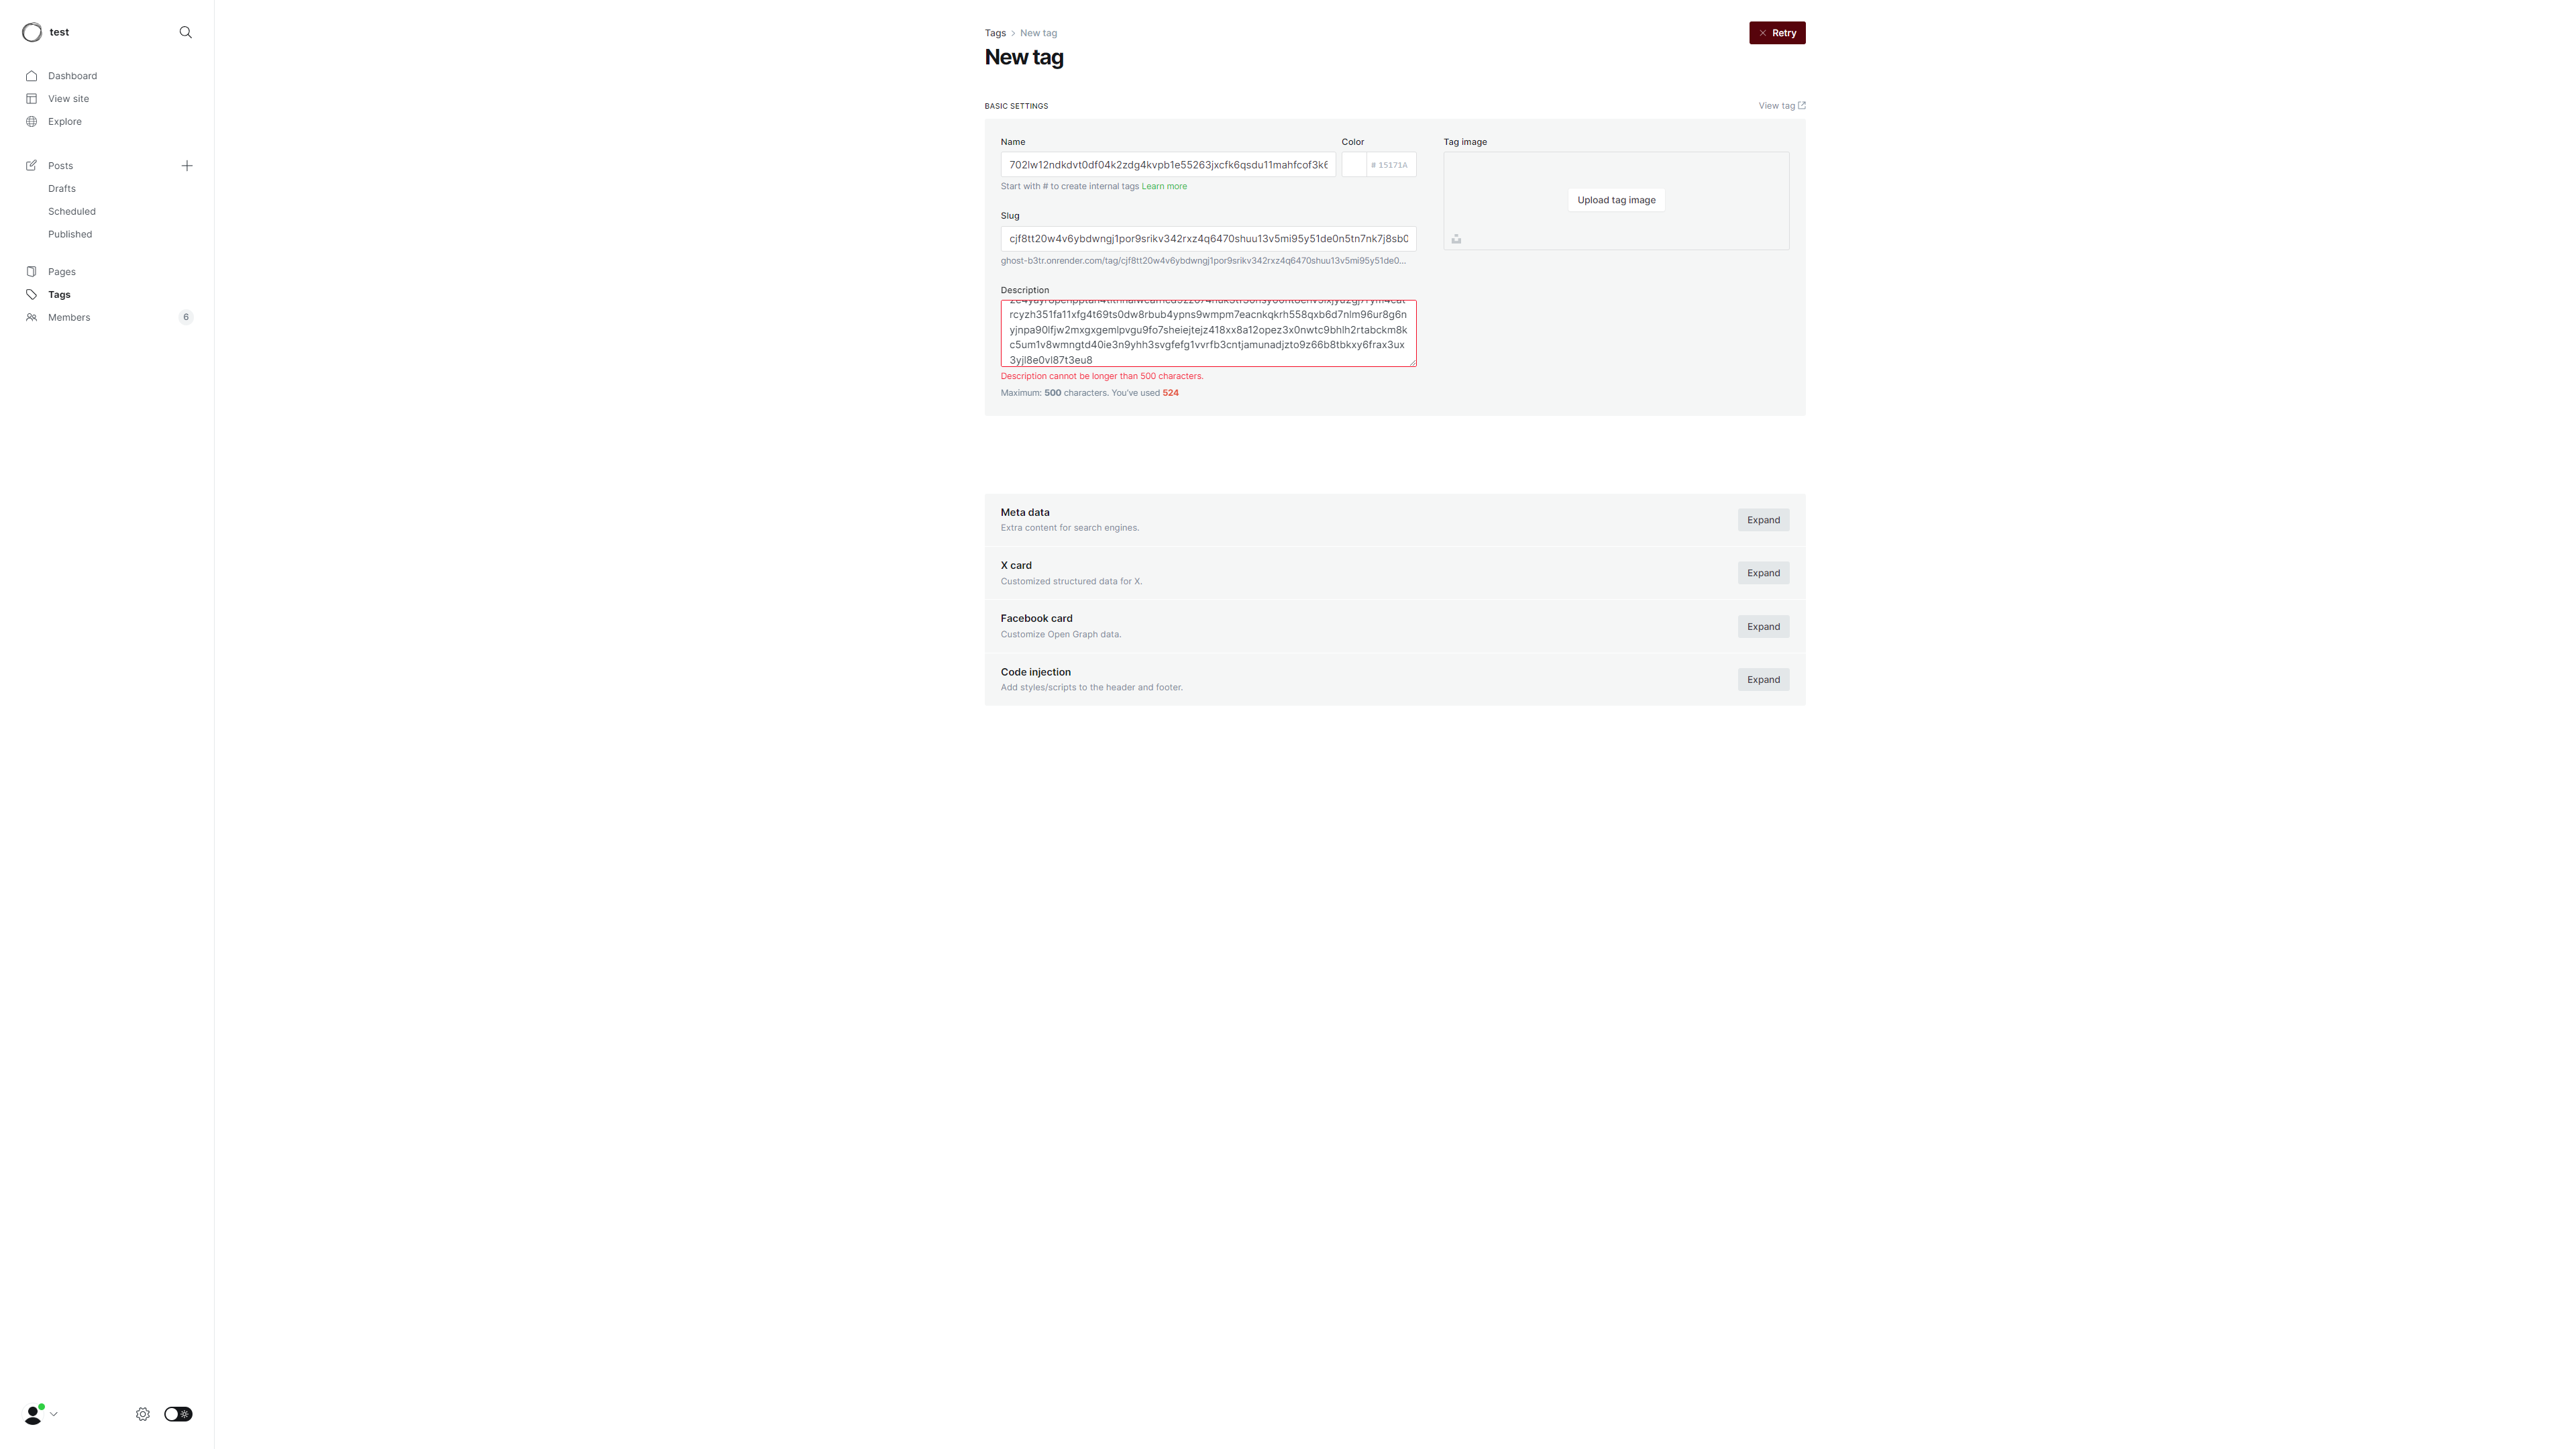 test
Dashboard
View site
Explore
Posts
Drafts
Scheduled
Published
Pages
Tags
Members
6
Tags
New tag
Retry
New tag
BASIC SETTINGS
View tag
Name
Color
Tag image
702lw12ndkdvt0df04k2zdg4kvpb1e55263jxcfk6qsdu11mahfcof3k6
# 15171A
Start with # to create internal tags Learn more
Upload tag image
Slug
cjf8tt20w4v6ybdwngj1por9srikv342rxz4q6470shuu13v5mi95y51de0n5tn7nk7j8sb0
ghost-b3tr.onrender.com/tag/cjf8tt20w4v6ybdwngj1por9srikv342rxz4q6470shuu13v5mi95y51de0...
Description
rcyzh351fa11xfg4t69ts0dw8rbub4ypns9wmpm7eacnkqkrh558qxb6d7nlm96ur8g6n
yjnpa90lfjw2mxgxgemlpvgu9fo7sheiejtejz418xx8a12opez3x0nwtc9bhlh2rtabckm8k
c5um1v8wmngtd40ie3n9yhh3svgfefg1vvrfb3cntjamunadjzto9z66b8tbkxy6frax3ux
3yjl8e0vl87t3eu8
Description cannot be longer than 500 characters.
Maximum: 500 characters. You've used 524
Meta data
Extra content for search engines.
Expand
X card
Customized structured data for X.
Expand
Facebook card
Customize Open Graph data.
Expand
Code injection
Add styles/scripts to the header and footer.
Expand